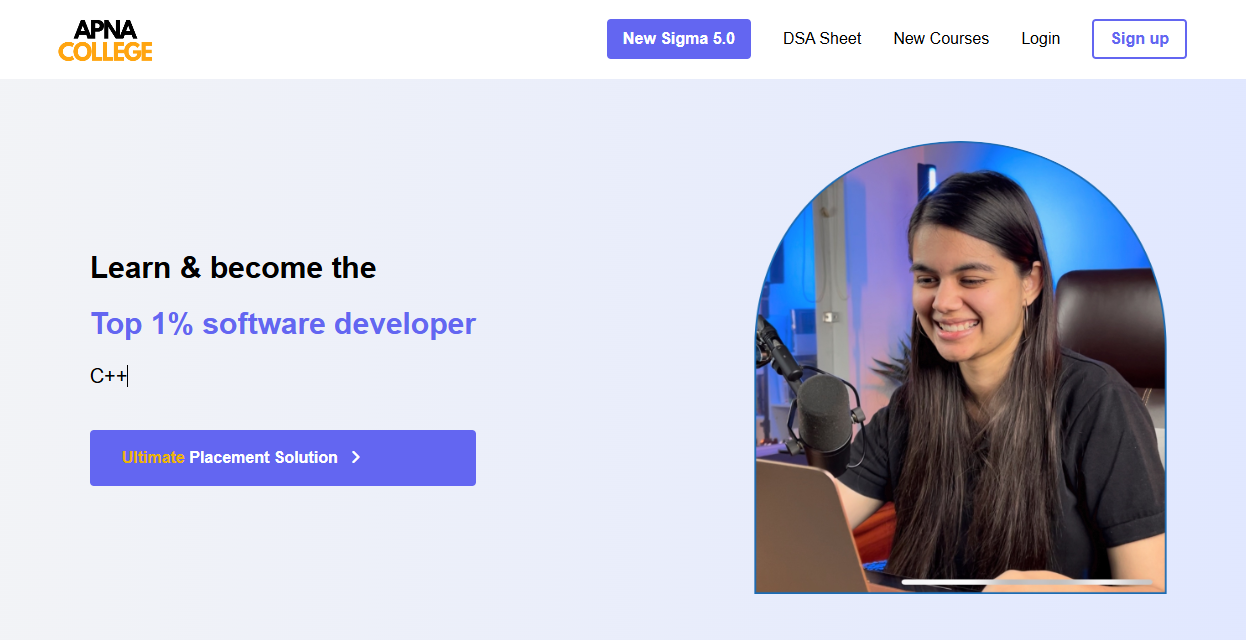 APNA
COLLEGE
New Sigma 5.0
DSA Sheet
New Courses
Login
Sign up
Learn & become the
Top 1% software developer
C++
Ultimate Placement Solution